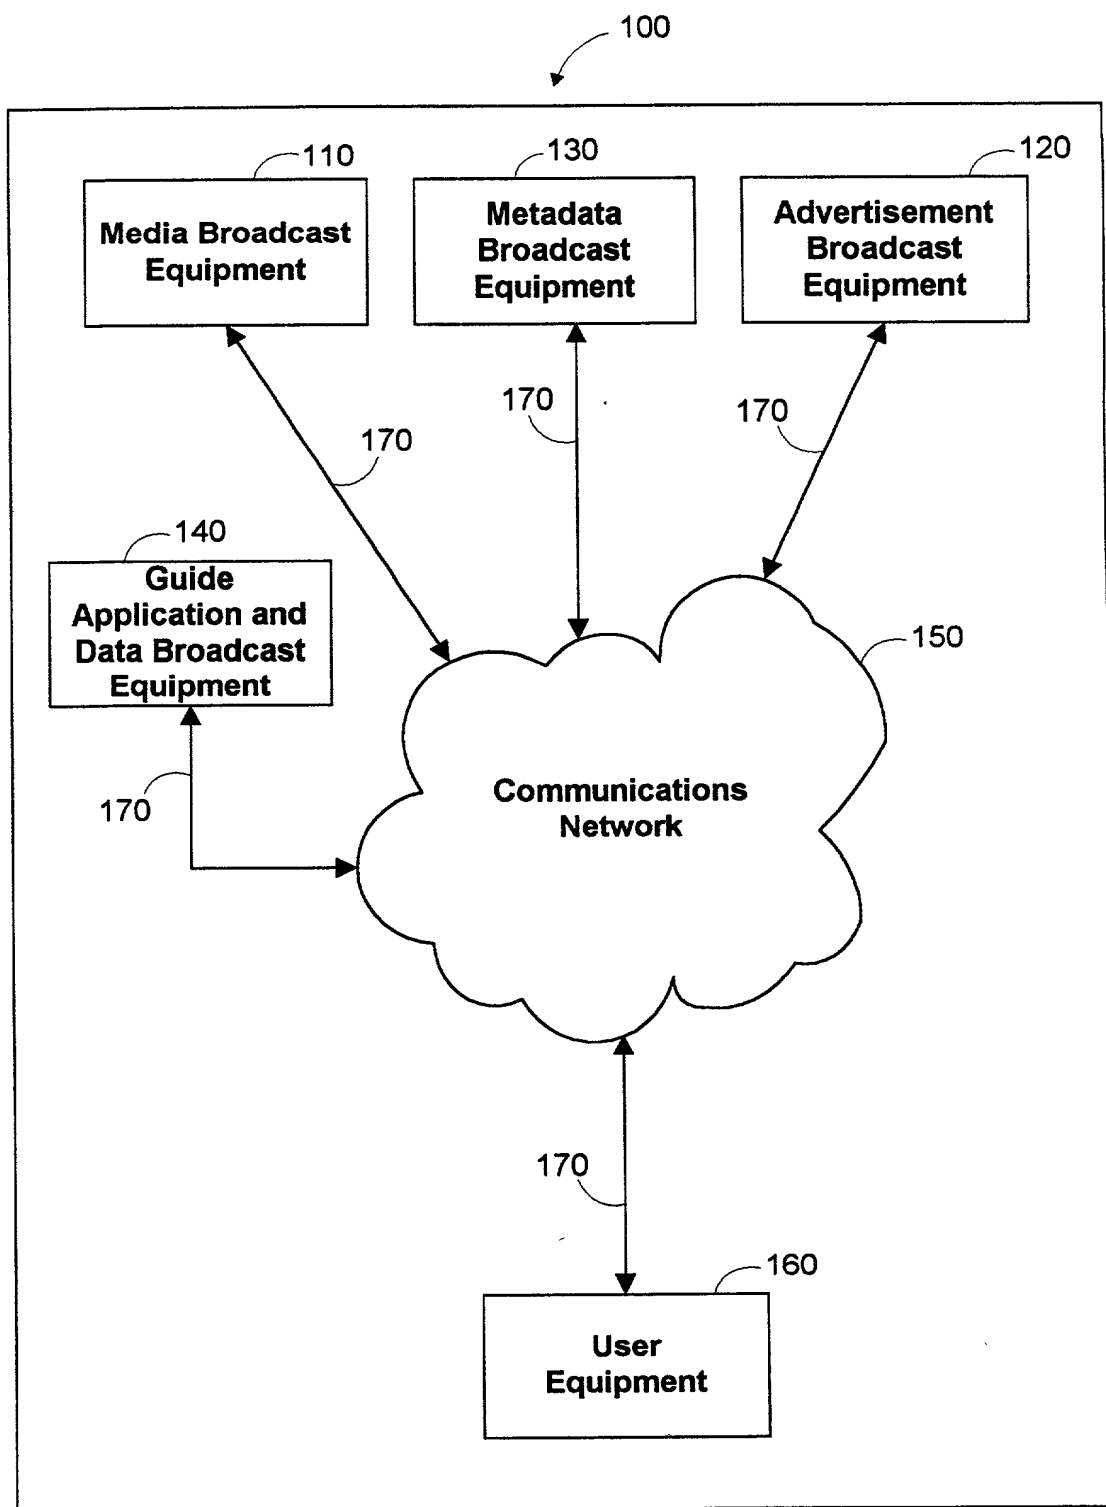 100
110
130
120
Media Broadcast
Equipment
Metadata
Broadcast
Equipment
Advertisement
Broadcast
Equipment
170
170
170
140
Guide
Application and
Data Broadcast
Equipment
150
170
Communications
Network
170
160
User
Equipment